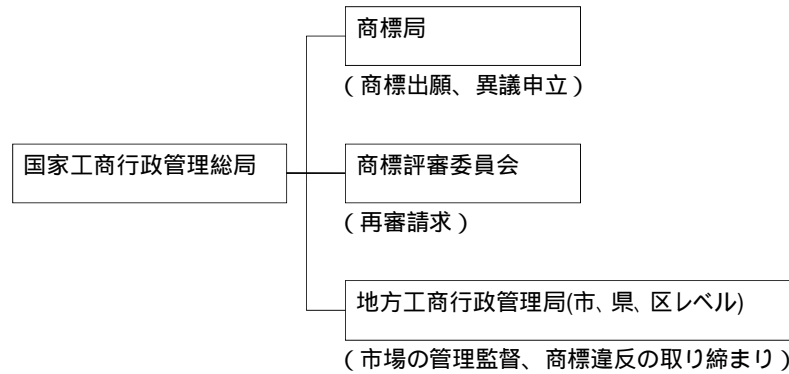 商標局
（商標出願、異議申立）
国家工商行政管理総局
商標評審委員会
（再審請求）
地方工商行政管理局(市、県、区レベル)
（市場の管理監督、商標違反の取り締まり）